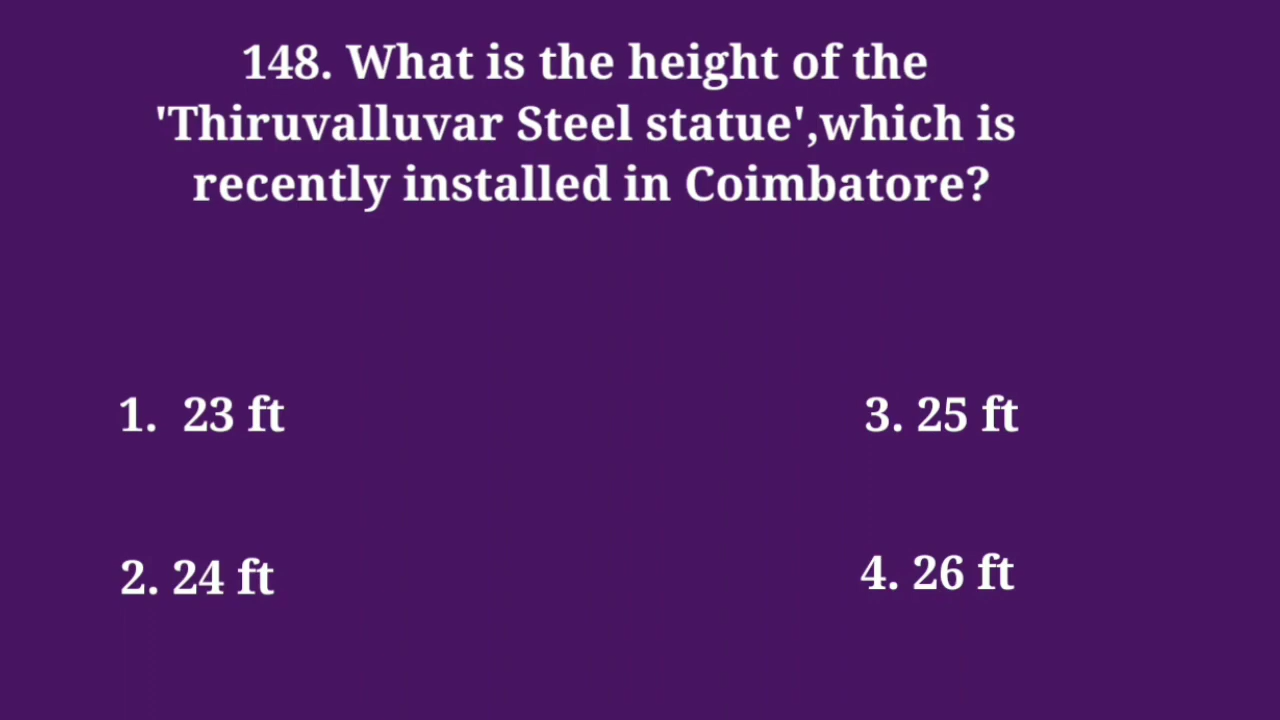 148. What is the height of the
'Thiruvalluvar Steel statue',which is
recently installed in Coimbatore?
1. 23 ft
3. 25 ft
2. 24 ft
4. 26 ft